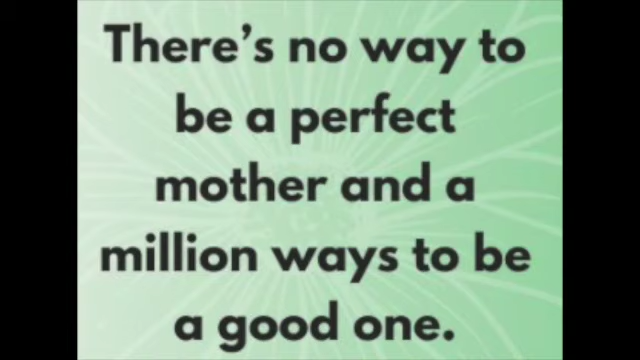 There’s no way to
be a perfect
mother and a
million ways to be
a good one.